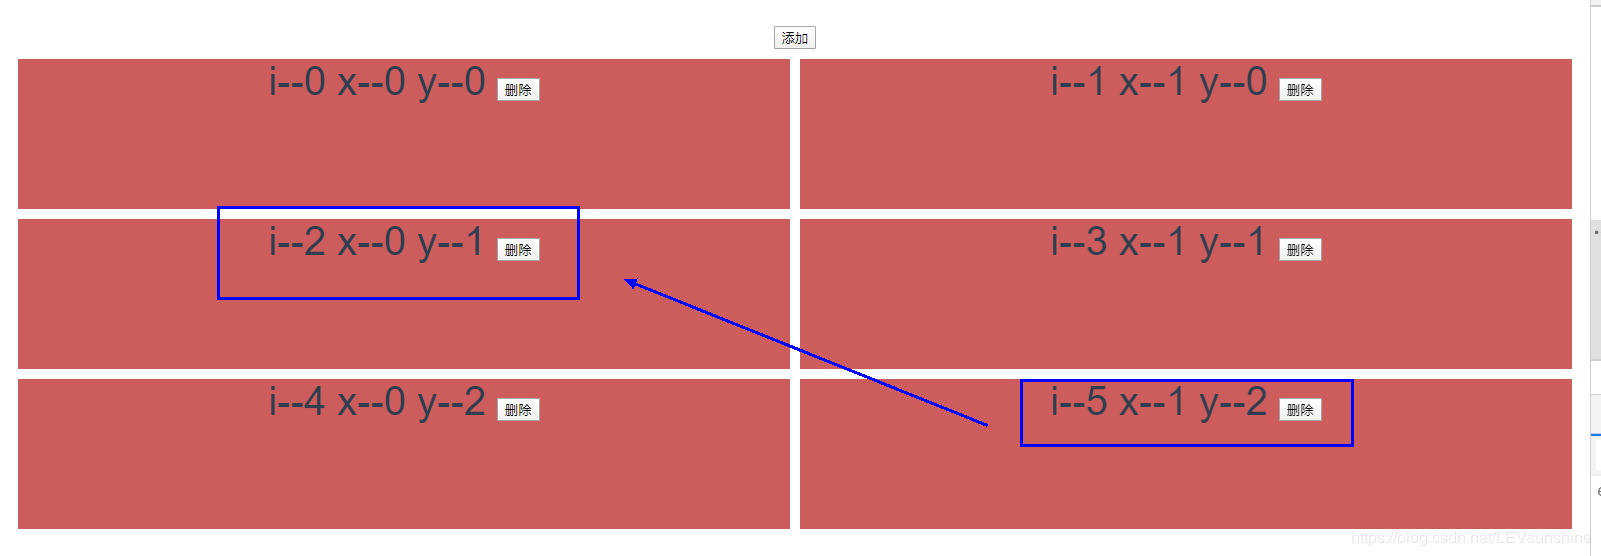 添加
i--0 x--0 y--0 删除
i--1 x--1 y--0 删除
i--2 x--0 y--1 删除
i--3 x--1 y--1 删除
i--4 x--0 y--2 删除
i--5 x--1 y--2 删除
https://blog.csdn.net/LEVsunshine